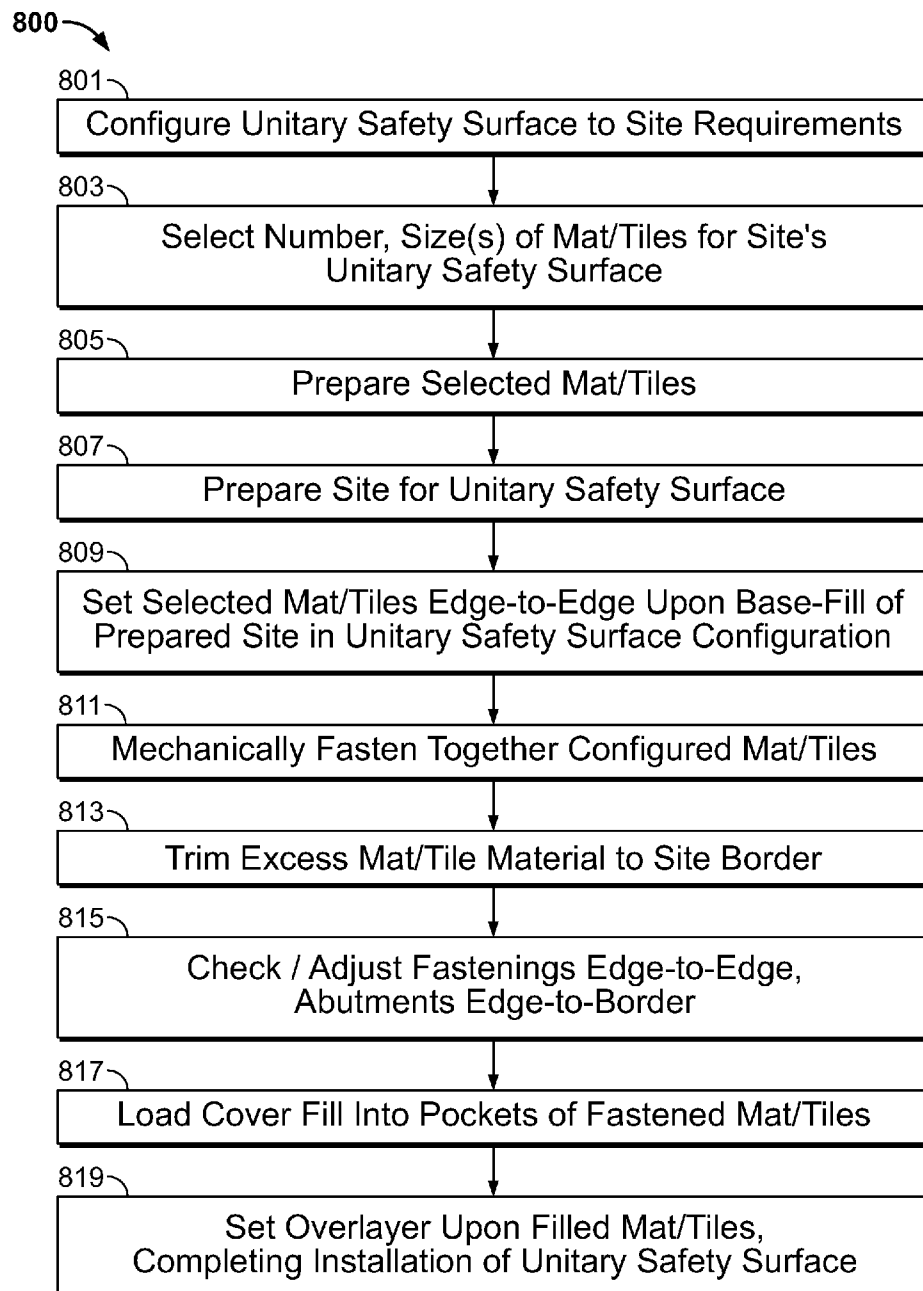 800
801
Configure Unitary Safety Surface to Site Requirements
803
Select Number, Size(s) of Mat/Tiles for Site's
Unitary Safety Surface
805
Prepare Selected Mat/Tiles
807
Prepare Site for Unitary Safety Surface
809
Set Selected Mat/Tiles Edge-to-Edge Upon Base-Fill of
Prepared Site in Unitary Safety Surface Configuration
811
Mechanically Fasten Together Configured Mat/Tiles
813
Trim Excess Mat/Tile Material to Site Border
815
Check / Adjust Fastenings Edge-to-Edge,
Abutments Edge-to-Border
817
Load Cover Fill Into Pockets of Fastened Mat/Tiles
819
Set Overlayer Upon Filled Mat/Tiles,
Completing Installation of Unitary Safety Surface